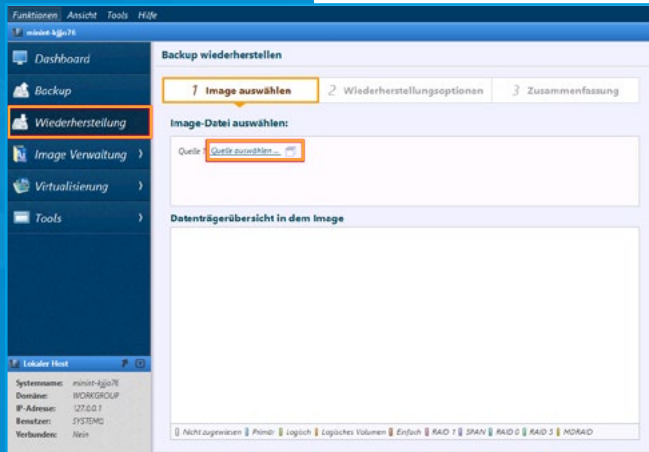 Funktionen Ansicht Tools Hilfe
minint-kjjo76
Dashboard
Backup
Wiederherstellung
Image Verwaltung
Virtualisierung
Tools
Backup wiederherstellen
1 Image auswählen
2 Wiederherstellungsoptionen
3 Zusammenfassung
Image-Datei auswählen:
Quelle Quelle auswählen ...
Datenträgerübersicht in dem Image
Nicht zugewiesen Primär Logisch Logisches Volumen Einfach RAID 1 SPAN RAID 0 RAID 5 NORAID
Lokaler Host
Systemname: minint-kjjo76
Domäne: WORKGROUP
IP-Adresse: 127.0.0.1
Benutzer:
Verbunden: Nein